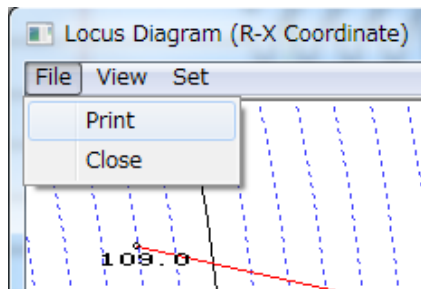 Locus Diagram (R-X Coordinate)
File View Set
Print
Close
109.0